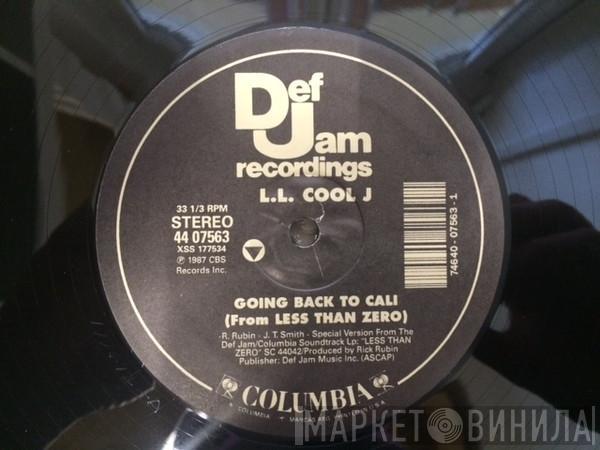 Def
Jam
recordings
L.L. COOL J
33 1/3 RPM
STEREO
44 07563
XSS 177534
℗ 1987 CBS
Records Inc.
74640-07563-1
GOING BACK TO CALI
(From LESS THAN ZERO)
-R. Rubin - J. T. Smith - Special Version From The
Def Jam/Columbia Soundtrack Lp: "LESS THAN
ZERO" SC 44042/Produced by Rick Rubin
Publisher: Def Jam Music Inc. (ASCAP)
COLUMBIA
МАРКЕТ ВИНИЛА